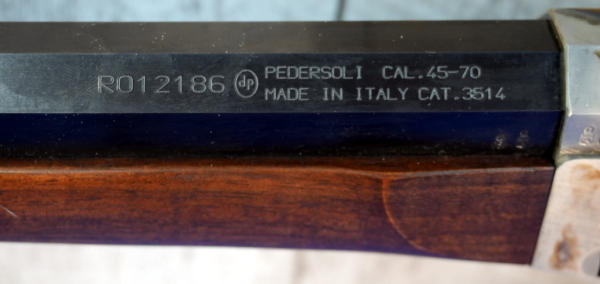 R012186 dp PEDERSOLI CAL.45-70
MADE IN ITALY CAT.3514